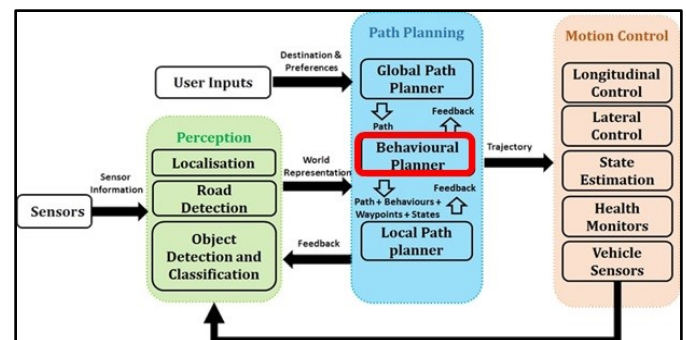 Path Planning
Motion Control
Destination &
Preferences
User Inputs
Global Path
Planner
Longitudinal
Control
Path
Feedback
Lateral
Control
Perception
Localisation
World
Representation
Behavioural
Planner
Trajectory
State
Estimation
Sensor
Information
Sensors
Road
Detection
Feedback
Path + Behaviours +
Waypoints + States
Health
Monitors
Object
Detection and
Classification
Feedback
Local Path
planner
Vehicle
Sensors